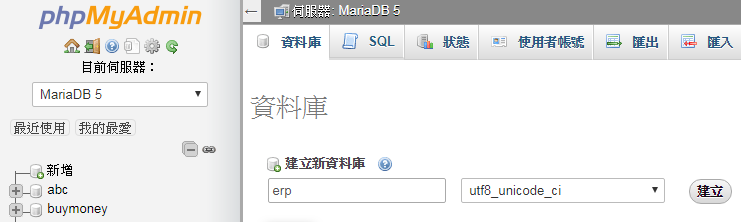 phpMyAdmin
目前伺服器：
MariaDB 5
最近使用 我的最愛
新增
abc
buymoney
伺服器: MariaDB 5
資料庫 SQL 狀態 使用者帳號 匯出 匯入
資料庫
建立新資料庫
erp utf8_unicode_ci 建立